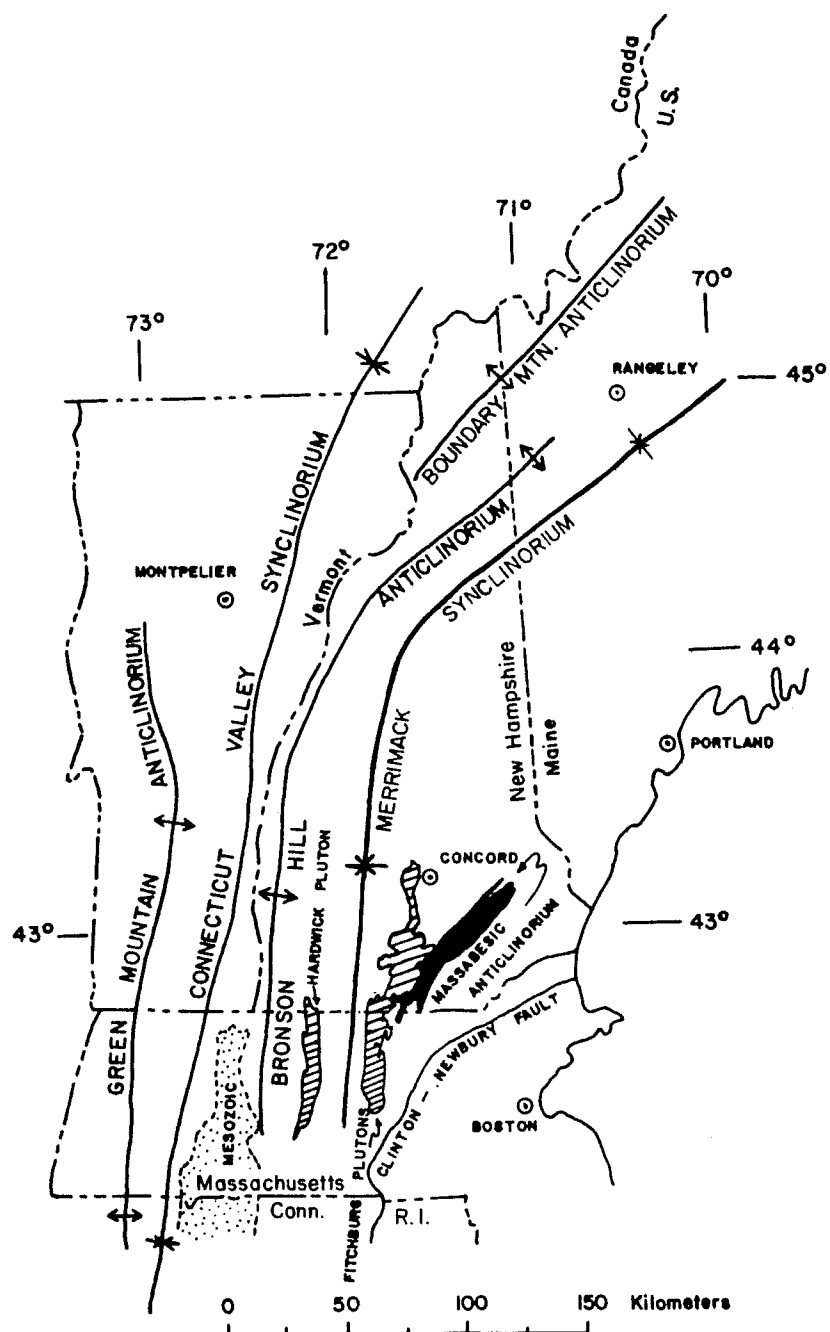 Canada
U.S.
71°
72°
70°
73°
BOUNDARY MTN. ANTICLINORIUM
RANGELEY
45°
SYNCLINORIUM
ANTICLINORIUM
SYNCLINORIUM
MONTPELIER
Vermont
ANTICLINORIUM
44°
VALLEY
New Hampshire
Maine
PORTLAND
MERRIMACK
HILL
HARDWICK PLUTON
CONCORD
CONNECTICUT
MOUNTAIN
43°
43°
MASSABESIC
ANTICLINORIUM
BRONSON
GREEN
CLINTON - NEWBURY FAULT
MESOZOIC
BOSTON
Massachusetts
Conn.
R.I.
FITCHBURG PLUTONS
0 50 100 150 Kilometers